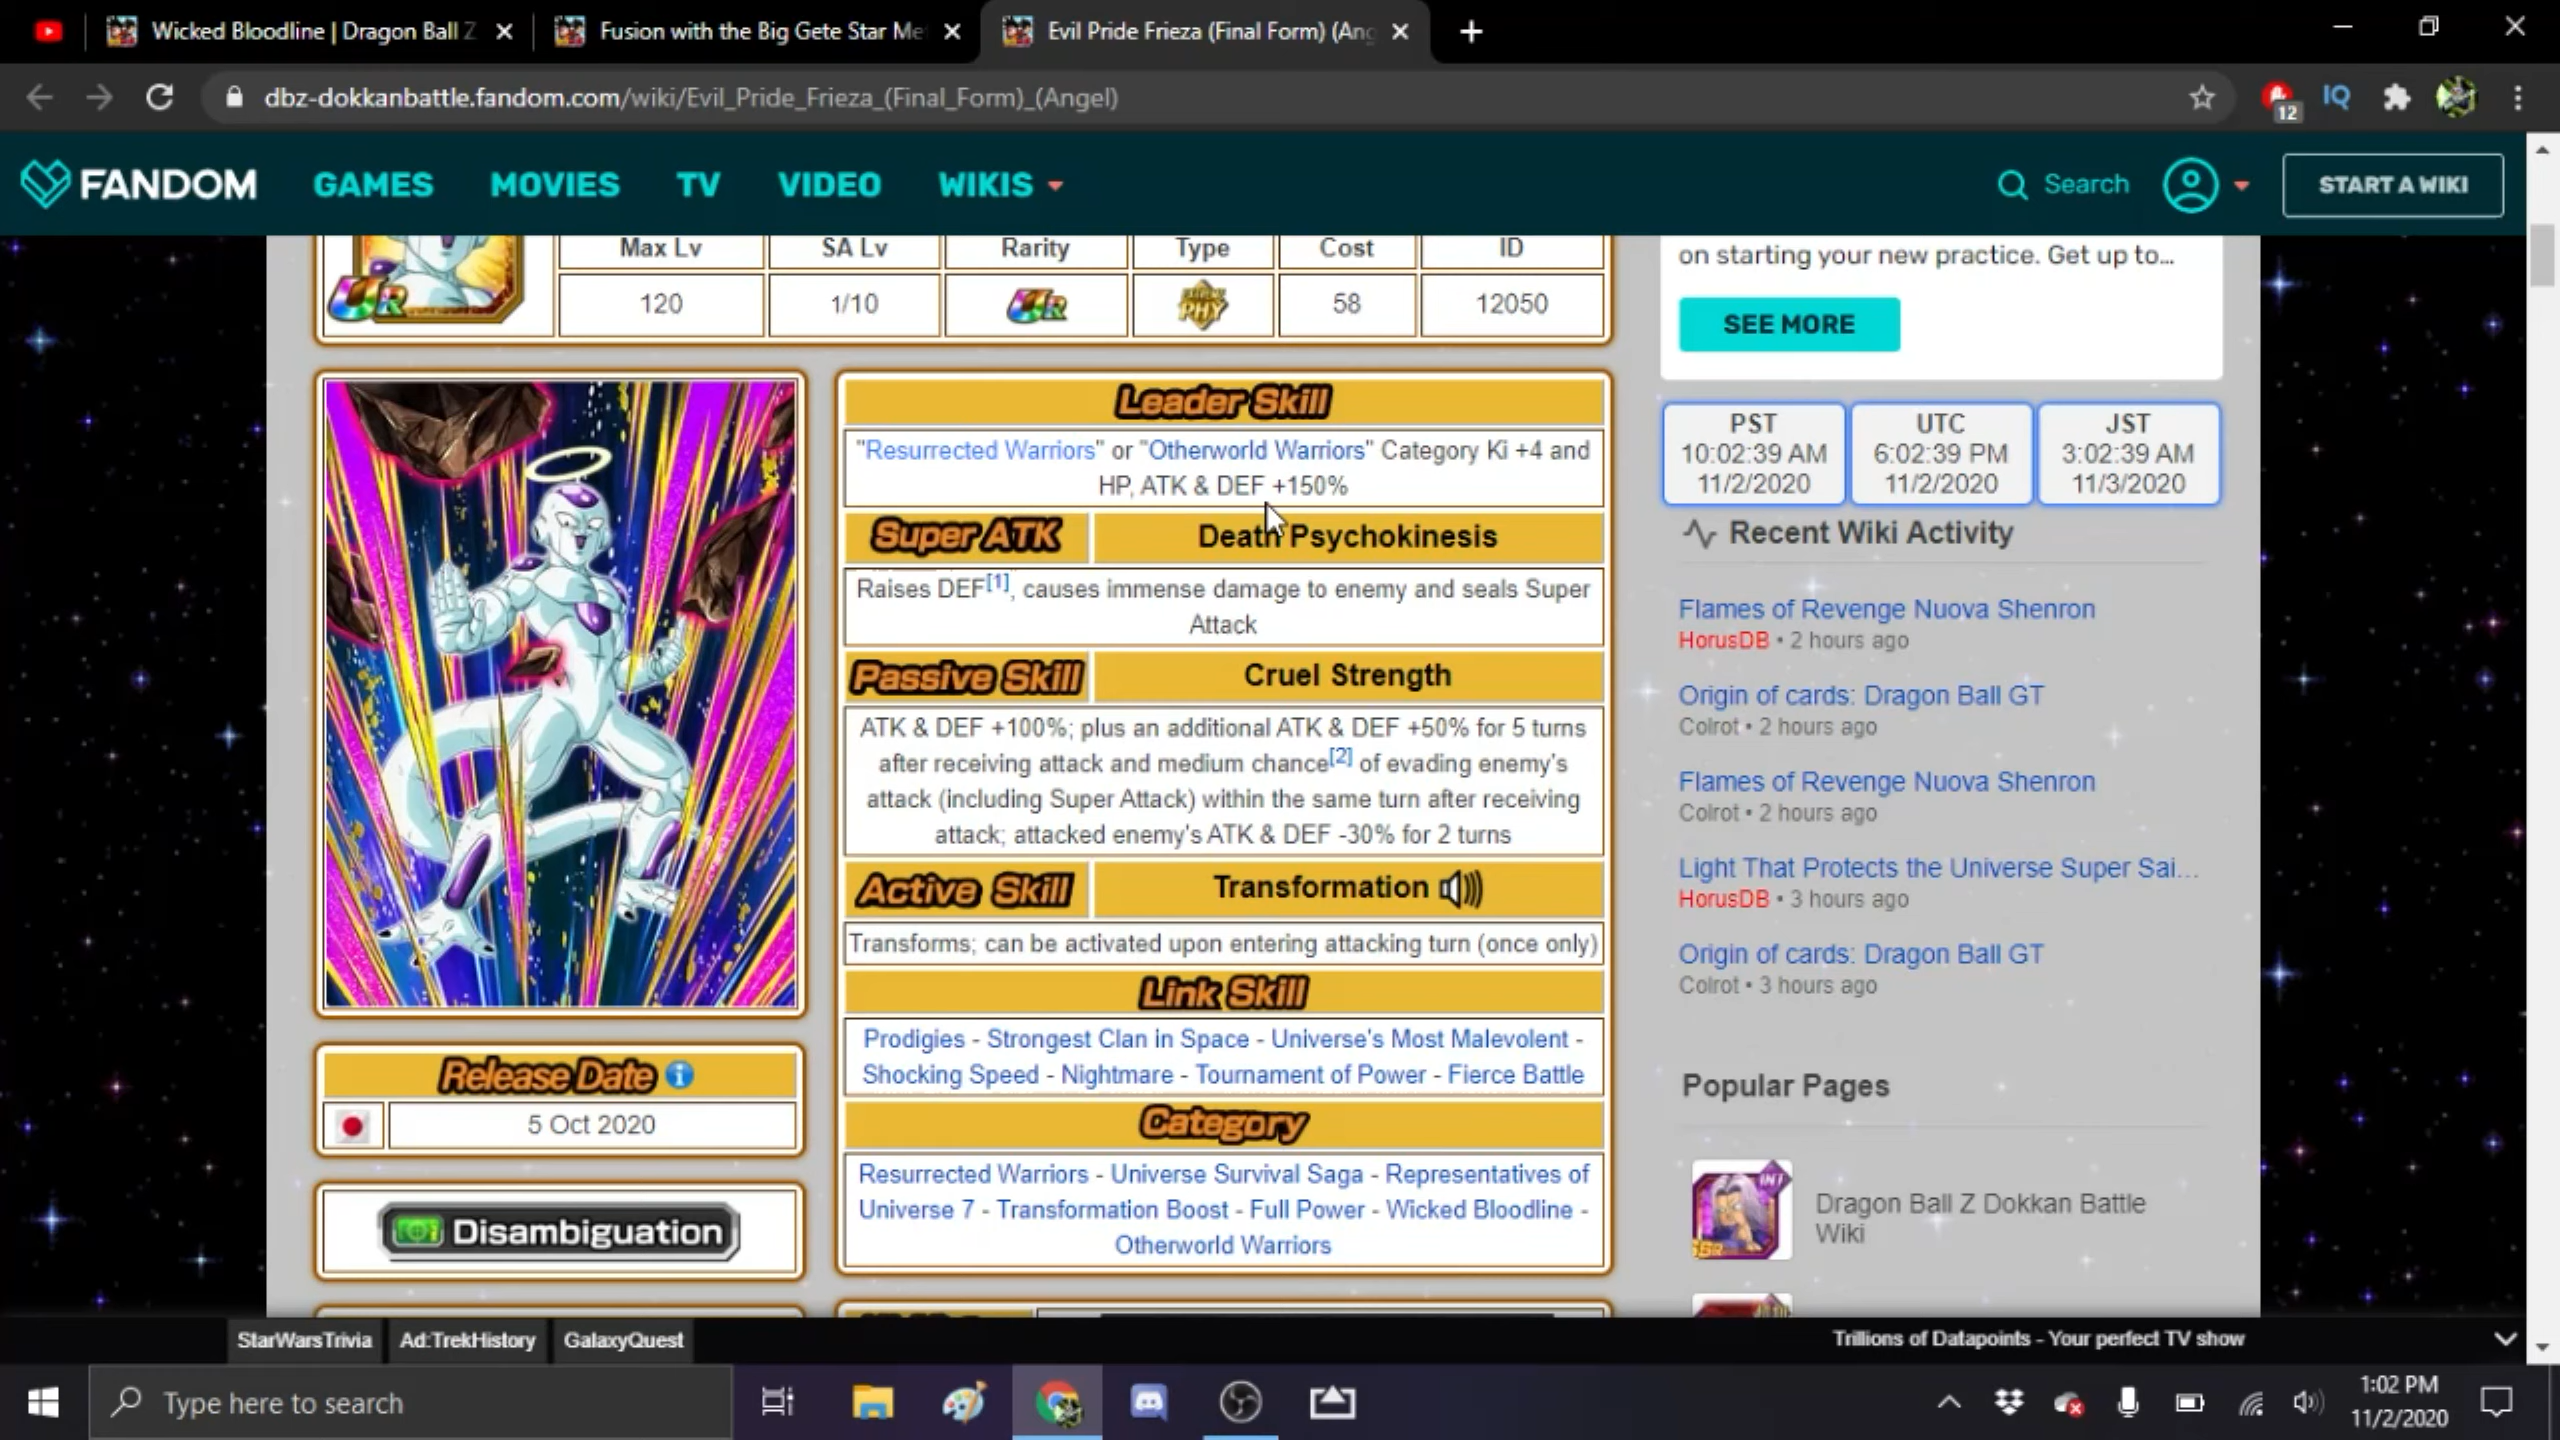 Wicked Bloodline | Dragon Ball Z
Fusion with the Big Gete Star Me
Evil Pride Frieza (Final Form) (Ang
dbz-dokkanbattle.fandom.com/wiki/Evil_Pride_Frieza_(Final_Form)_(Angel)
12
IQ
FANDOM
GAMES
MOVIES
TV
VIDEO
WIKIS
Search
START A WIKI
Max Lv
SA Lv
Rarity
Type
Cost
ID
UR
120
1/10
UR
EXTREME PHY
58
12050
on starting your new practice. Get up to...
SEE MORE
Leader Skill
"Resurrected Warriors" or "Otherworld Warriors" Category Ki +4 and
HP, ATK & DEF +150%
Super ATK
Death Psychokinesis
Raises DEF[1], causes immense damage to enemy and seals Super
Attack
Passive Skill
Cruel Strength
ATK & DEF +100%; plus an additional ATK & DEF +50% for 5 turns
after receiving attack and medium chance[2] of evading enemy's
attack (including Super Attack) within the same turn after receiving
attack; attacked enemy's ATK & DEF -30% for 2 turns
Active Skill
Transformation
Transforms; can be activated upon entering attacking turn (once only)
Link Skill
Prodigies - Strongest Clan in Space - Universe's Most Malevolent -
Shocking Speed - Nightmare - Tournament of Power - Fierce Battle
Category
Resurrected Warriors - Universe Survival Saga - Representatives of
Universe 7 - Transformation Boost - Full Power - Wicked Bloodline -
Otherworld Warriors
Release Date
5 Oct 2020
Disambiguation
PST
10:02:39 AM
11/2/2020
UTC
6:02:39 PM
11/2/2020
JST
3:02:39 AM
11/3/2020
Recent Wiki Activity
Flames of Revenge Nuova Shenron
HorusDB • 2 hours ago
Origin of cards: Dragon Ball GT
Colrot • 2 hours ago
Flames of Revenge Nuova Shenron
Colrot • 2 hours ago
Light That Protects the Universe Super Sai...
HorusDB • 3 hours ago
Origin of cards: Dragon Ball GT
Colrot • 3 hours ago
Popular Pages
INT
SSR
Dragon Ball Z Dokkan Battle
Wiki
StarWarsTrivia
Ad:TrekHistory
GalaxyQuest
Trillions of Datapoints - Your perfect TV show
Type here to search
1:02 PM
11/2/2020